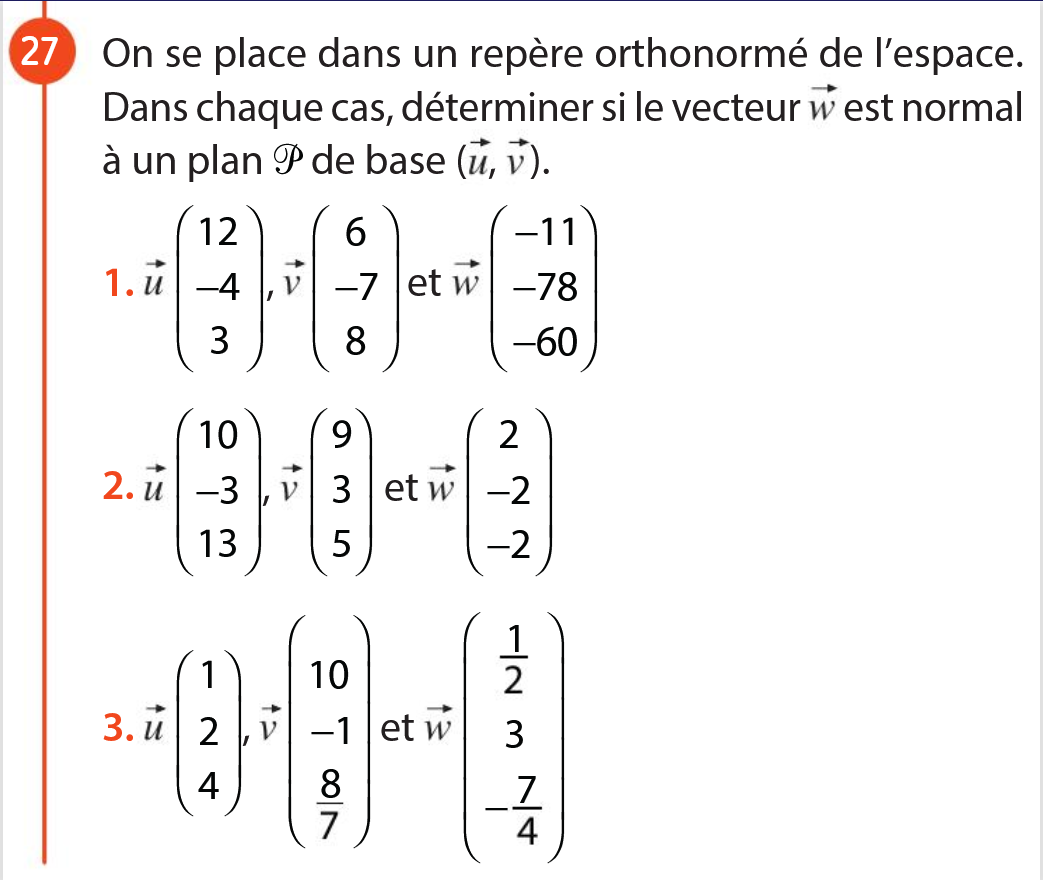 27 On se place dans un repère orthonormé de l'espace.
Dans chaque cas, déterminer si le vecteur $\vec{w}$ est normal
à un plan $\mathscr{P}$ de base ($\vec{u}$, $\vec{v}$).
1. $\vec{u}\begin{pmatrix}12\\-4\\3\end{pmatrix}$, $\vec{v}\begin{pmatrix}6\\-7\\8\end{pmatrix}$ et $\vec{w}\begin{pmatrix}-11\\-78\\-60\end{pmatrix}$
2. $\vec{u}\begin{pmatrix}10\\-3\\13\end{pmatrix}$, $\vec{v}\begin{pmatrix}9\\3\\5\end{pmatrix}$ et $\vec{w}\begin{pmatrix}2\\-2\\-2\end{pmatrix}$
3. $\vec{u}\begin{pmatrix}1\\2\\4\end{pmatrix}$, $\vec{v}\begin{pmatrix}10\\-1\\\frac{8}{7}\end{pmatrix}$ et $\vec{w}\begin{pmatrix}\frac{1}{2}\\3\\-\frac{7}{4}\end{pmatrix}$